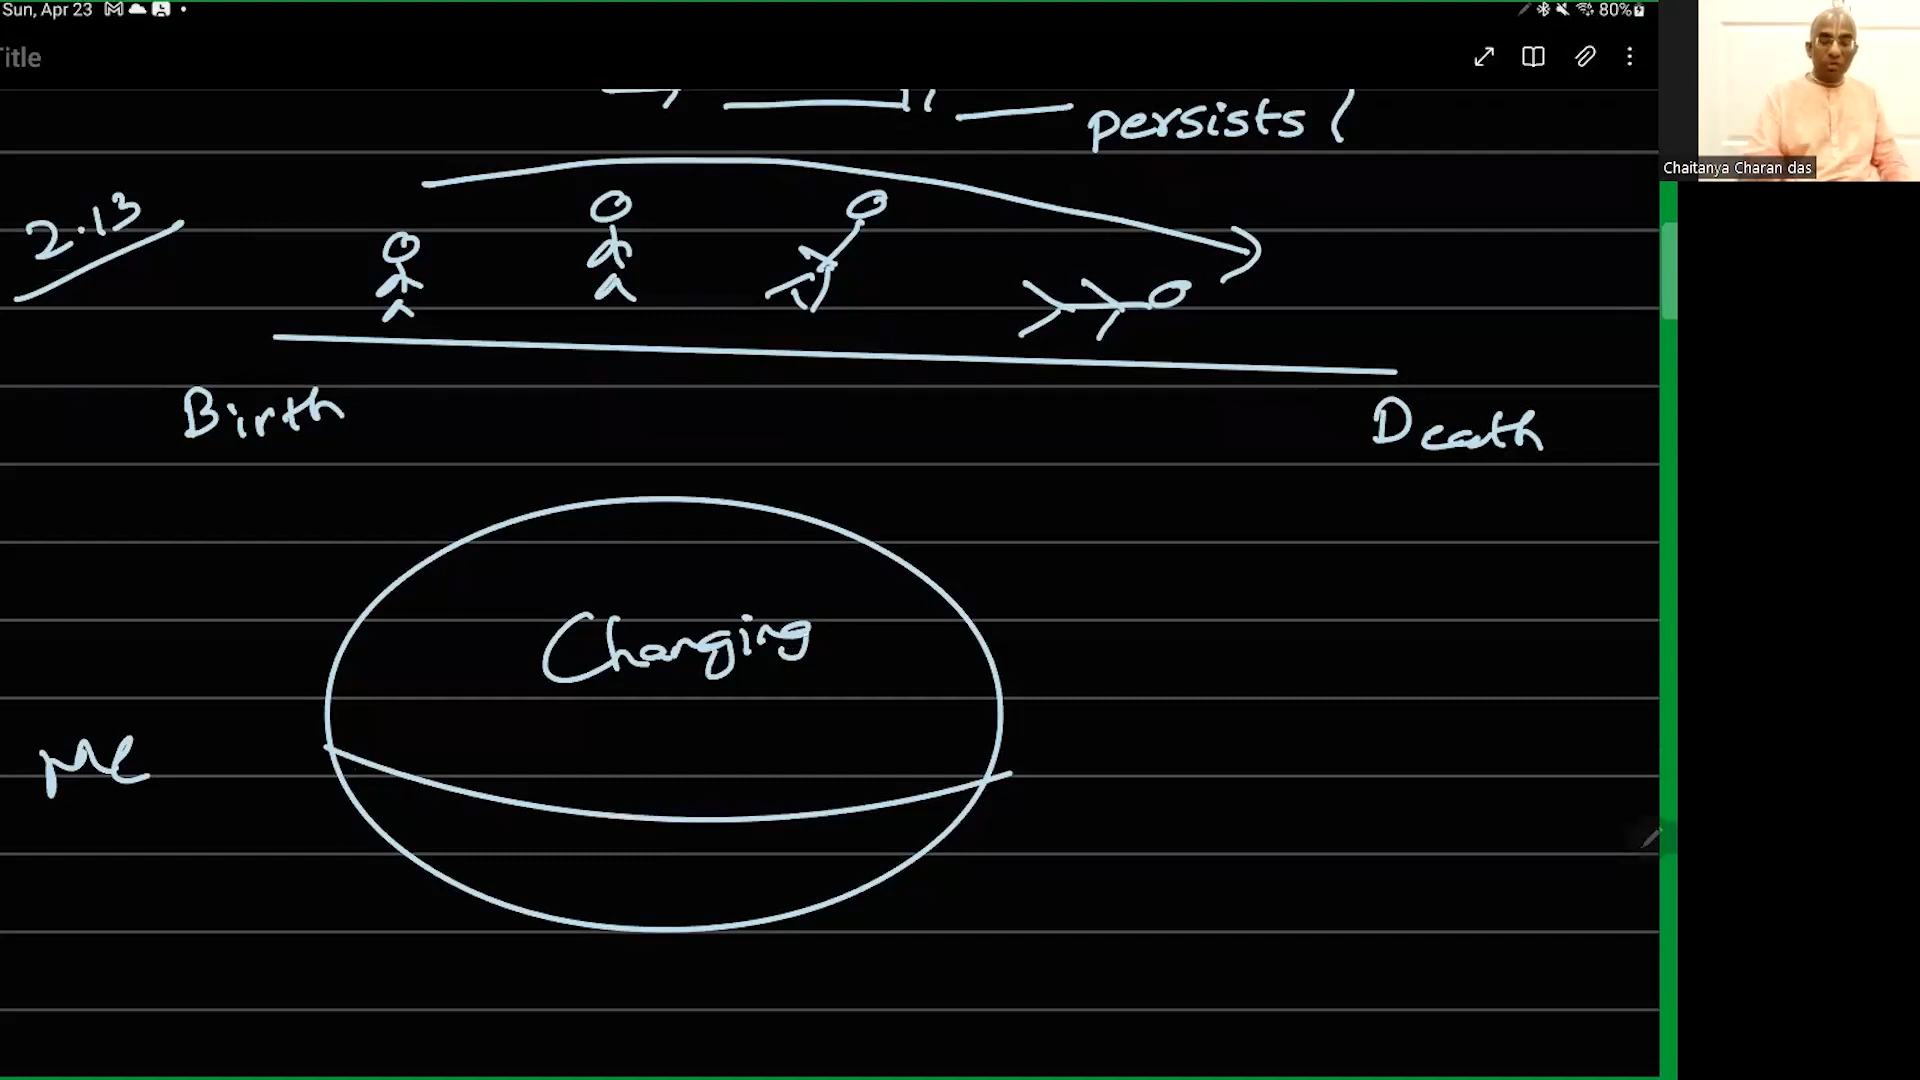 Sun, Apr 23
80%
Title
persists
2.13
Birth
Death
Changing
Me
Chaitanya Charan das